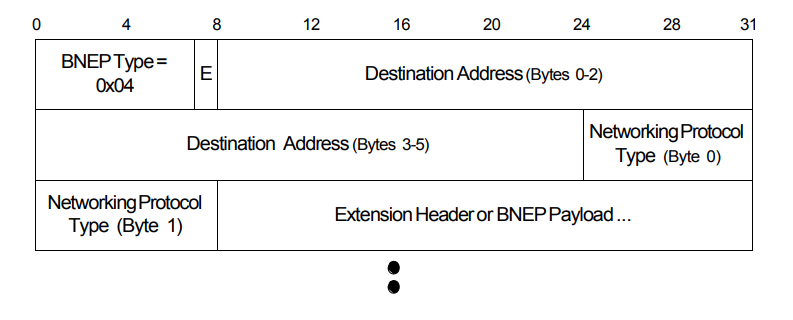 0 4 8 12 16 20 24 28 31
BNEP Type =
0x04
E
Destination Address (Bytes 0-2)
Destination Address (Bytes 3-5)
Networking Protocol
Type (Byte 0)
Networking Protocol
Type (Byte 1)
Extension Header or BNEP Payload ...